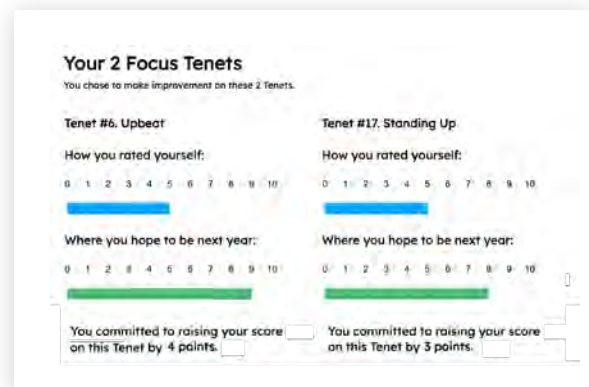 Your 2 Focus Tenets
You chose to make improvement on these 2 Tenets.
Tenet #6. Upbeat
How you rated yourself:
0 1 2 3 4 5 6 7 8 9 10
Where you hope to be next year:
0 1 2 3 4 5 6 7 8 9 10
You committed to raising your score
on this Tenet by 4 points.
Tenet #17. Standing Up
How you rated yourself:
0 1 2 3 4 5 6 7 8 9 10
Where you hope to be next year:
0 1 2 3 4 5 6 7 8 9 10
You committed to raising your score
on this Tenet by 3 points.